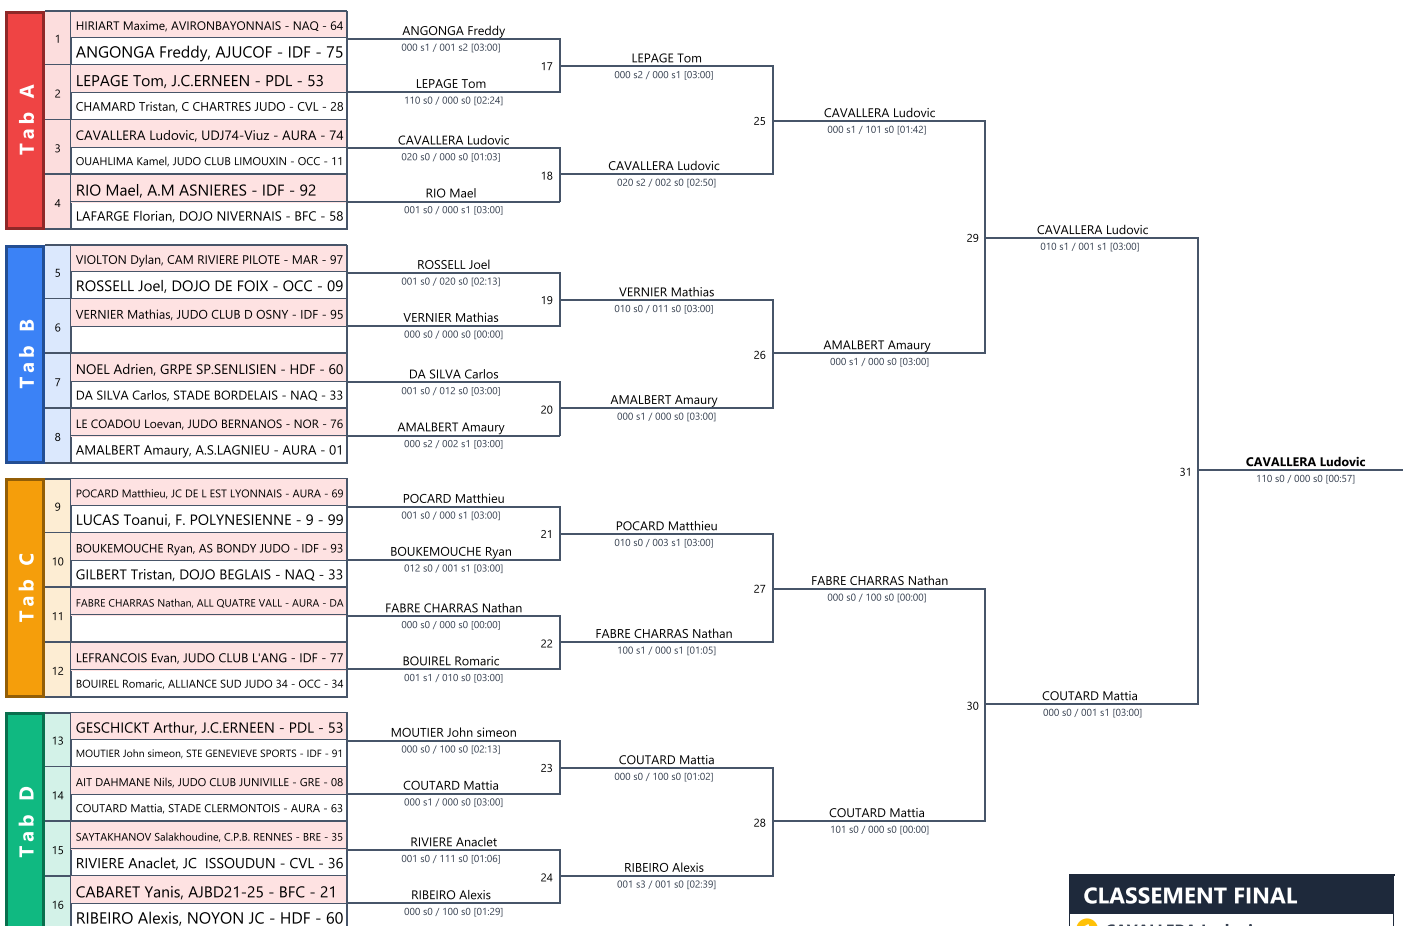 Tab A
1
HIRIART Maxime, AVIRONBAYONNAIS - NAQ - 64
ANGONGA Freddy, AJUCOF - IDF - 75
2
LEPAGE Tom, J.C.ERNEEN - PDL - 53
CHAMARD Tristan, C CHARTRES JUDO - CVL - 28
3
CAVALLERA Ludovic, UDJ74-Viuz - AURA - 74
OUAHLIMA Kamel, JUDO CLUB LIMOUXIN - OCC - 11
4
RIO Mael, A.M ASNIERES - IDF - 92
LAFARGE Florian, DOJO NIVERNAIS - BFC - 58
Tab B
5
VIOLTON Dylan, CAM RIVIERE PILOTE - MAR - 97
ROSSELL Joel, DOJO DE FOIX - OCC - 09
6
VERNIER Mathias, JUDO CLUB D OSNY - IDF - 95
7
NOEL Adrien, GRPE SP.SENLISIEN - HDF - 60
DA SILVA Carlos, STADE BORDELAIS - NAQ - 33
8
LE COADOU Loevan, JUDO BERNANOS - NOR - 76
AMALBERT Amaury, A.S.LAGNIEU - AURA - 01
Tab C
9
POCARD Matthieu, JC DE L EST LYONNAIS - AURA - 69
LUCAS Toanui, F. POLYNESIENNE - 9 - 99
10
BOUKEMOUCHE Ryan, AS BONDY JUDO - IDF - 93
GILBERT Tristan, DOJO BEGLAIS - NAQ - 33
11
FABRE CHARRAS Nathan, ALL QUATRE VALL - AURA - DA
12
LEFRANCOIS Evan, JUDO CLUB L'ANG - IDF - 77
BOUIREL Romaric, ALLIANCE SUD JUDO 34 - OCC - 34
Tab D
13
GESCHICKT Arthur, J.C.ERNEEN - PDL - 53
MOUTIER John simeon, STE GENEVIEVE SPORTS - IDF - 91
14
AIT DAHMANE Nils, JUDO CLUB JUNIVILLE - GRE - 08
COUTARD Mattia, STADE CLERMONTOIS - AURA - 63
15
SAYTAKHANOV Salakhoudine, C.P.B. RENNES - BRE - 35
RIVIERE Anaclet, JC  ISSOUDUN - CVL - 36
16
CABARET Yanis, AJBD21-25 - BFC - 21
RIBEIRO Alexis, NOYON JC - HDF - 60
ANGONGA Freddy
000 s1 / 001 s2 [03:00]
17
LEPAGE Tom
110 s0 / 000 s0 [02:24]
CAVALLERA Ludovic
020 s0 / 000 s0 [01:03]
18
RIO Mael
001 s0 / 000 s1 [03:00]
ROSSELL Joel
001 s0 / 020 s0 [02:13]
19
VERNIER Mathias
000 s0 / 000 s0 [00:00]
DA SILVA Carlos
001 s0 / 012 s0 [03:00]
20
AMALBERT Amaury
000 s2 / 002 s1 [03:00]
POCARD Matthieu
001 s0 / 000 s1 [03:00]
21
BOUKEMOUCHE Ryan
012 s0 / 001 s1 [03:00]
FABRE CHARRAS Nathan
000 s0 / 000 s0 [00:00]
22
BOUIREL Romaric
001 s1 / 010 s0 [03:00]
MOUTIER John simeon
000 s0 / 100 s0 [02:13]
23
COUTARD Mattia
000 s1 / 000 s0 [03:00]
RIVIERE Anaclet
001 s0 / 111 s0 [01:06]
24
RIBEIRO Alexis
000 s0 / 100 s0 [01:29]
LEPAGE Tom
000 s2 / 000 s1 [03:00]
25
CAVALLERA Ludovic
020 s2 / 002 s0 [02:50]
VERNIER Mathias
010 s0 / 011 s0 [03:00]
26
AMALBERT Amaury
000 s1 / 000 s0 [03:00]
POCARD Matthieu
010 s0 / 003 s1 [03:00]
27
FABRE CHARRAS Nathan
100 s1 / 000 s1 [01:05]
COUTARD Mattia
000 s0 / 100 s0 [01:02]
28
RIBEIRO Alexis
001 s3 / 001 s0 [02:39]
CAVALLERA Ludovic
000 s1 / 101 s0 [01:42]
29
AMALBERT Amaury
000 s1 / 000 s0 [03:00]
FABRE CHARRAS Nathan
000 s0 / 100 s0 [00:00]
30
COUTARD Mattia
101 s0 / 000 s0 [00:00]
CAVALLERA Ludovic
010 s1 / 001 s1 [03:00]
31
COUTARD Mattia
000 s0 / 001 s1 [03:00]
CAVALLERA Ludovic
110 s0 / 000 s0 [00:57]
CLASSEMENT FINAL